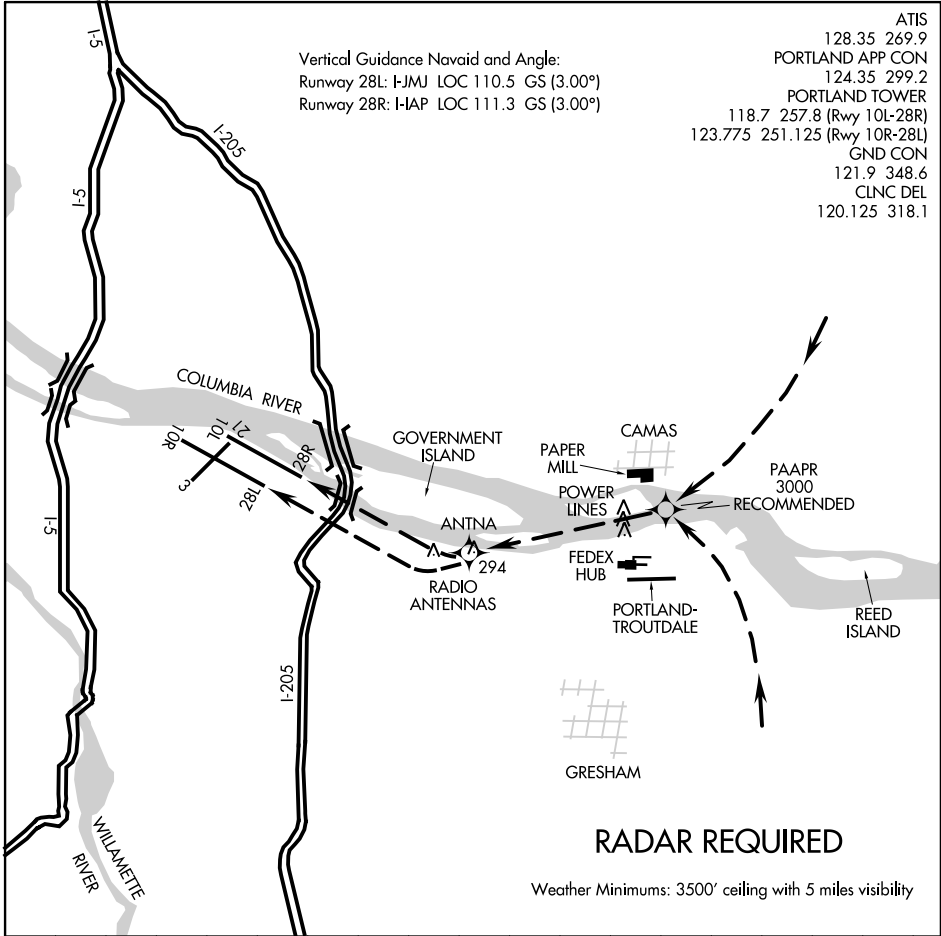 ATIS
128.35 269.9
PORTLAND APP CON
124.35 299.2
PORTLAND TOWER
118.7 257.8 (Rwy 10L-28R)
123.775 251.125 (Rwy 10R-28L)
GND CON
121.9 348.6
CLNC DEL
120.125 318.1
Vertical Guidance Navaid and Angle:
Runway 28L: I-JMJ LOC 110.5 GS (3.00°)
Runway 28R: I-IAP LOC 111.3 GS (3.00°)
I-5
I-205
I-5
COLUMBIA RIVER
10R
10L
21
28R
3
28L
GOVERNMENT
ISLAND
CAMAS
PAPER
MILL
POWER
LINES
PAAPR
3000
RECOMMENDED
ANTNA
294
RADIO
ANTENNAS
FEDEX
HUB
PORTLAND-
TROUTDALE
REED
ISLAND
I-5
I-205
GRESHAM
WILLAMETTE
RIVER
RADAR REQUIRED
Weather Minimums: 3500' ceiling with 5 miles visibility